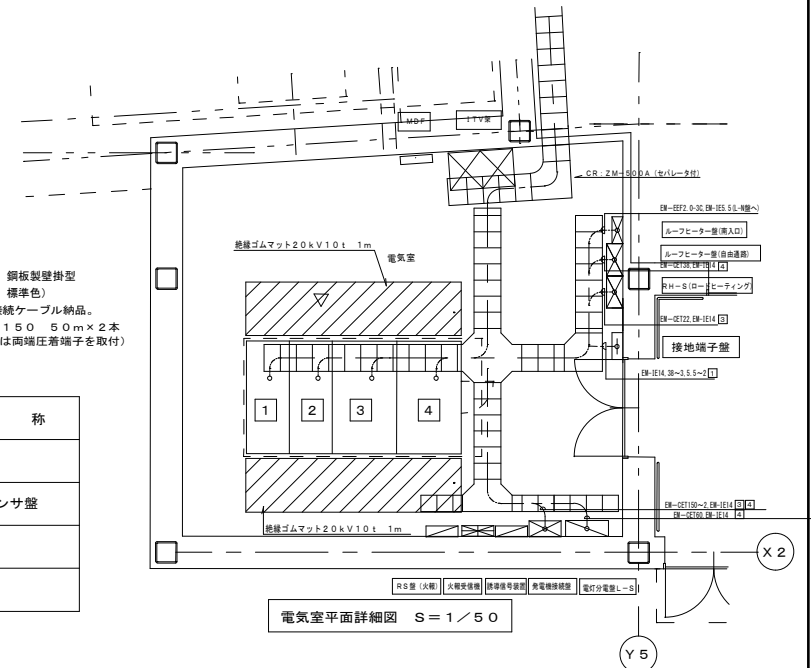 MDF
ITV架
CR:ZM-500A(セパレータ付)
EM-EEF2.0-3C,EM-IE5.5(L-N盤へ)
ルーフヒーター盤(南入口)
ルーフヒーター盤(自由通路)
EM-CET38,EM-IE14 4
RH-S(ロードヒーティング)
EM-CET22,EM-IE14 3
接地端子盤
EM-IE14,38~3,5.5~2 1
絶縁ゴムマット20kV10t 1m
電気室
鋼板製壁掛型
標準色)
続ケーブル納品。
150 50m×2本
は両端圧着端子を取付)
称
ンサ盤
1
2
3
4
EM-CET150~2,EM-IE14 3 4
EM-CET60,EM-IE14 4
絶縁ゴムマット20kV10t 1m
X2
RS盤(火報)
火報受信機
誘導信号装置
発電機接続盤
電灯分電盤L-S
電気室平面詳細図 S=1/50
Y5